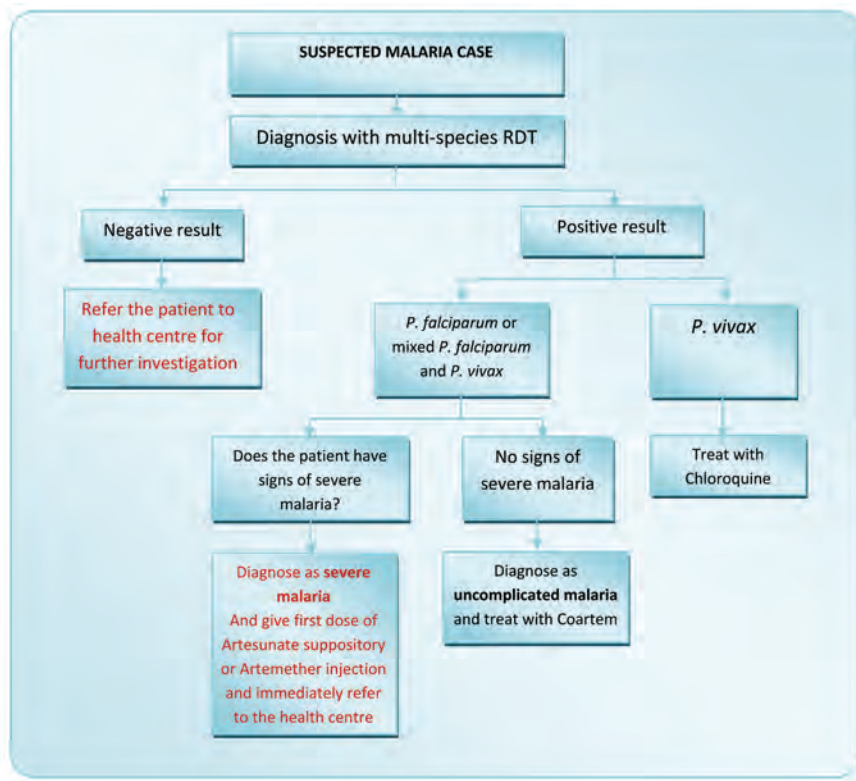 SUSPECTED MALARIA CASE
Diagnosis with multi-species RDT
Negative result
Positive result
Refer the patient to
health centre for
further investigation
P. falciparum or
mixed P. falciparum
and P. vivax
P. vivax
Does the patient have
signs of severe
malaria?
No signs of
severe malaria
Treat with
Chloroquine
Diagnose as severe
malaria
And give first dose of
Artesunate suppository
or Artemether injection
and immediately refer
to the health centre
Diagnose as
uncomplicated malaria
and treat with Coartem